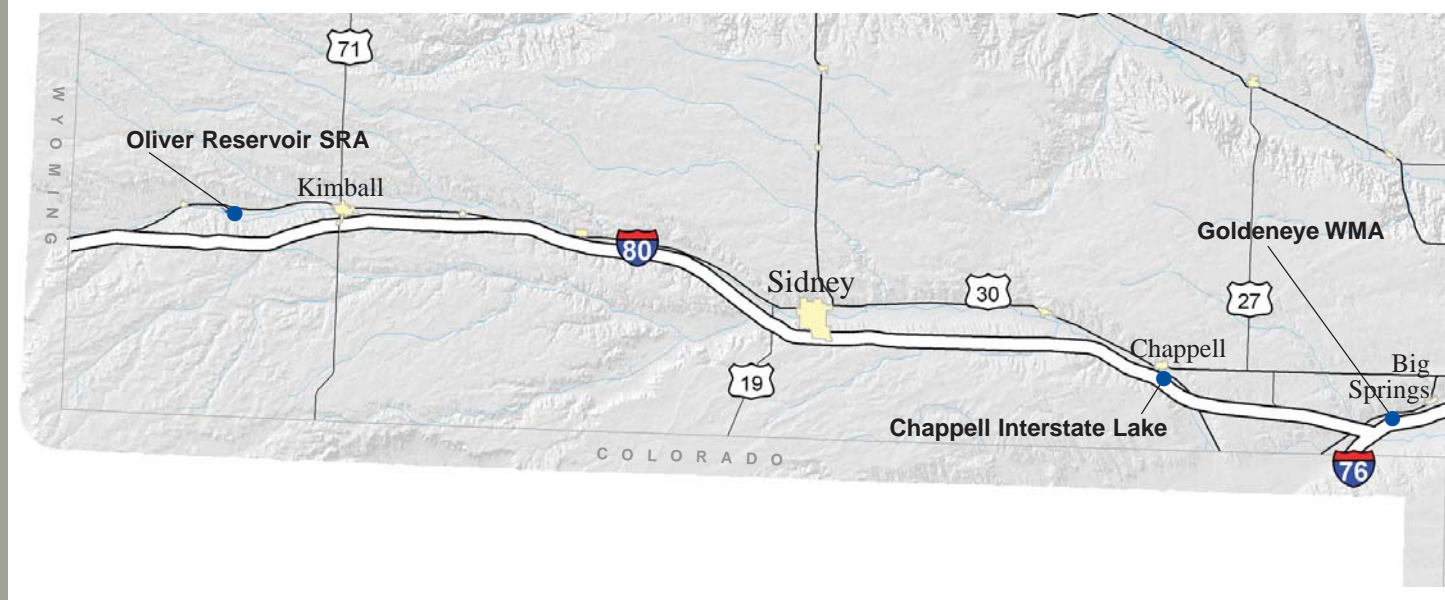 71
WYOMING
Oliver Reservoir SRA
Kimball
Goldeneye WMA
80
Sidney
30
27
Chappell
Big
Springs
19
Chappell Interstate Lake
COLORADO
76